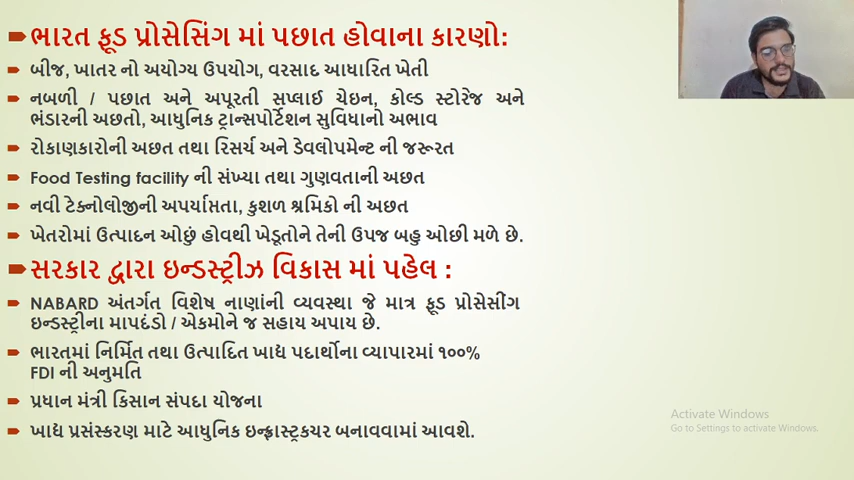 ભારત ફૂડ પ્રોસેસિંગ માં પછાત હોવાના કારણો:
બીજ, ખાતર નો અયોગ્ય ઉપયોગ, વરસાદ આધારિત ખેતી
નબળી / પછાત અને અપૂરતી સપ્લાઈ ચેઇન, કોલ્ડ સ્ટોરેજ અને
ભંડારની અછતો, આધુનિક ટ્રાન્સપોર્ટેશન સુવિધાનો અભાવ
રોકાણકારોની અછત તથા રિસર્ચ અને ડેવલોપમેન્ટ ની જરૂરત
Food Testing facility ની સંખ્યા તથા ગુણવતાની અછત
નવી ટેક્નોલોજીની અપર્યાપ્તતા, કુશળ શ્રમિકો ની અછત
ખેતરોમાં ઉત્પાદન ઓછું હોવથી ખેડૂતોને તેની ઉપજ બહુ ઓછી મળે છે.
સરકાર દ્વારા ઇન્ડસ્ટ્રીઝ વિકાસ માં પહેલ :
NABARD અંતર્ગત વિશેષ નાણાંની વ્યવસ્થા જે માત્ર ફૂડ પ્રોસેસીંગ
ઇન્ડસ્ટ્રીના માપદંડો / એકમોને જ સહાય અપાય છે.
ભારતમાં નિર્મિત તથા ઉત્પાદિત ખાદ્ય પદાર્થોના વ્યાપારમાં ૧૦૦%
FDI ની અનુમતિ
પ્રધાન મંત્રી કિસાન સંપદા યોજના
ખાદ્ય પ્રસંસ્કરણ માટે આધુનિક ઇન્ફ્રાસ્ટ્રકચર બનાવવામાં આવશે.
Activate Windows
Go to Settings to activate Windows.